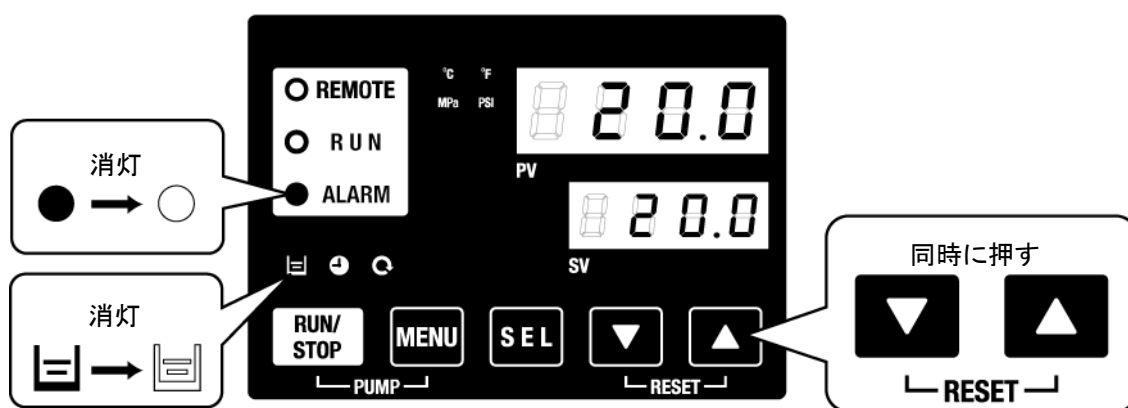 REMOTE
RUN
ALARM
°C °F
MPa PSI
20.0
PV
20.0
SV
消灯
消灯
RUN/
STOP
MENU
SEL
PUMP
RESET
同時に押す
RESET